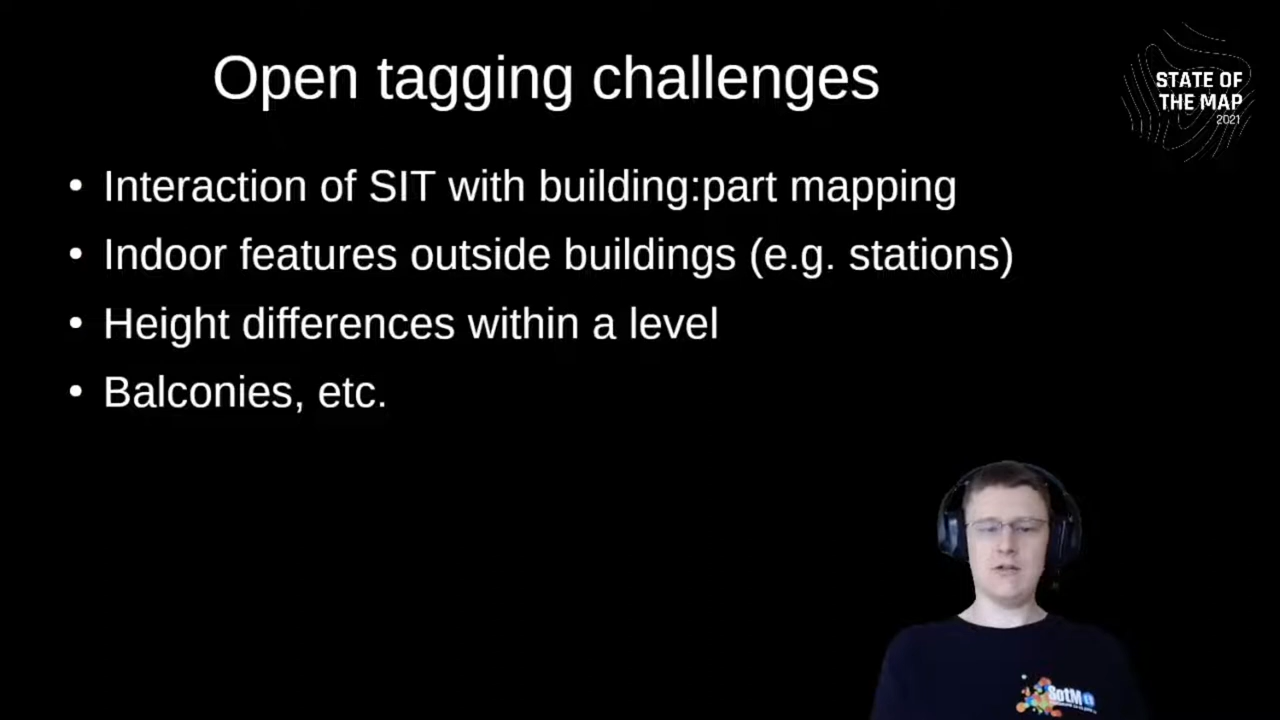 Open tagging challenges
STATE OF
THE MAP
2021
• Interaction of SIT with building:part mapping
• Indoor features outside buildings (e.g. stations)
• Height differences within a level
• Balconies, etc.
SotM